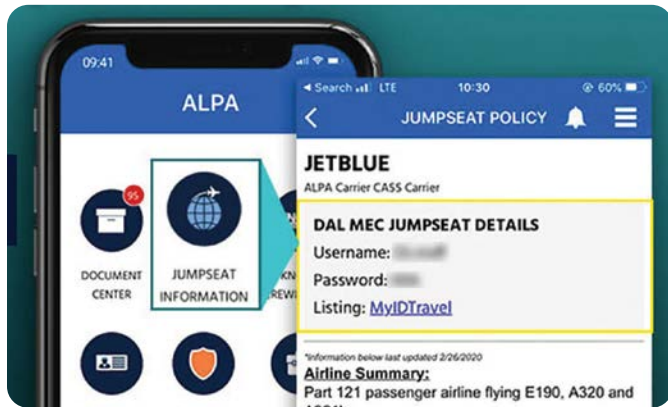 09:41
ALPA
95
DOCUMENT
CENTER
JUMPSEAT
INFORMATION
KN
REW
Search LTE 10:30 60%
JUMPSEAT POLICY
JETBLUE
ALPA Carrier CASS Carrier
DAL MEC JUMPSEAT DETAILS
Username:
Password:
Listing: MyIDTravel
*Information below last updated 2/26/2020
Airline Summary:
Part 121 passenger airline flying E190, A320 and